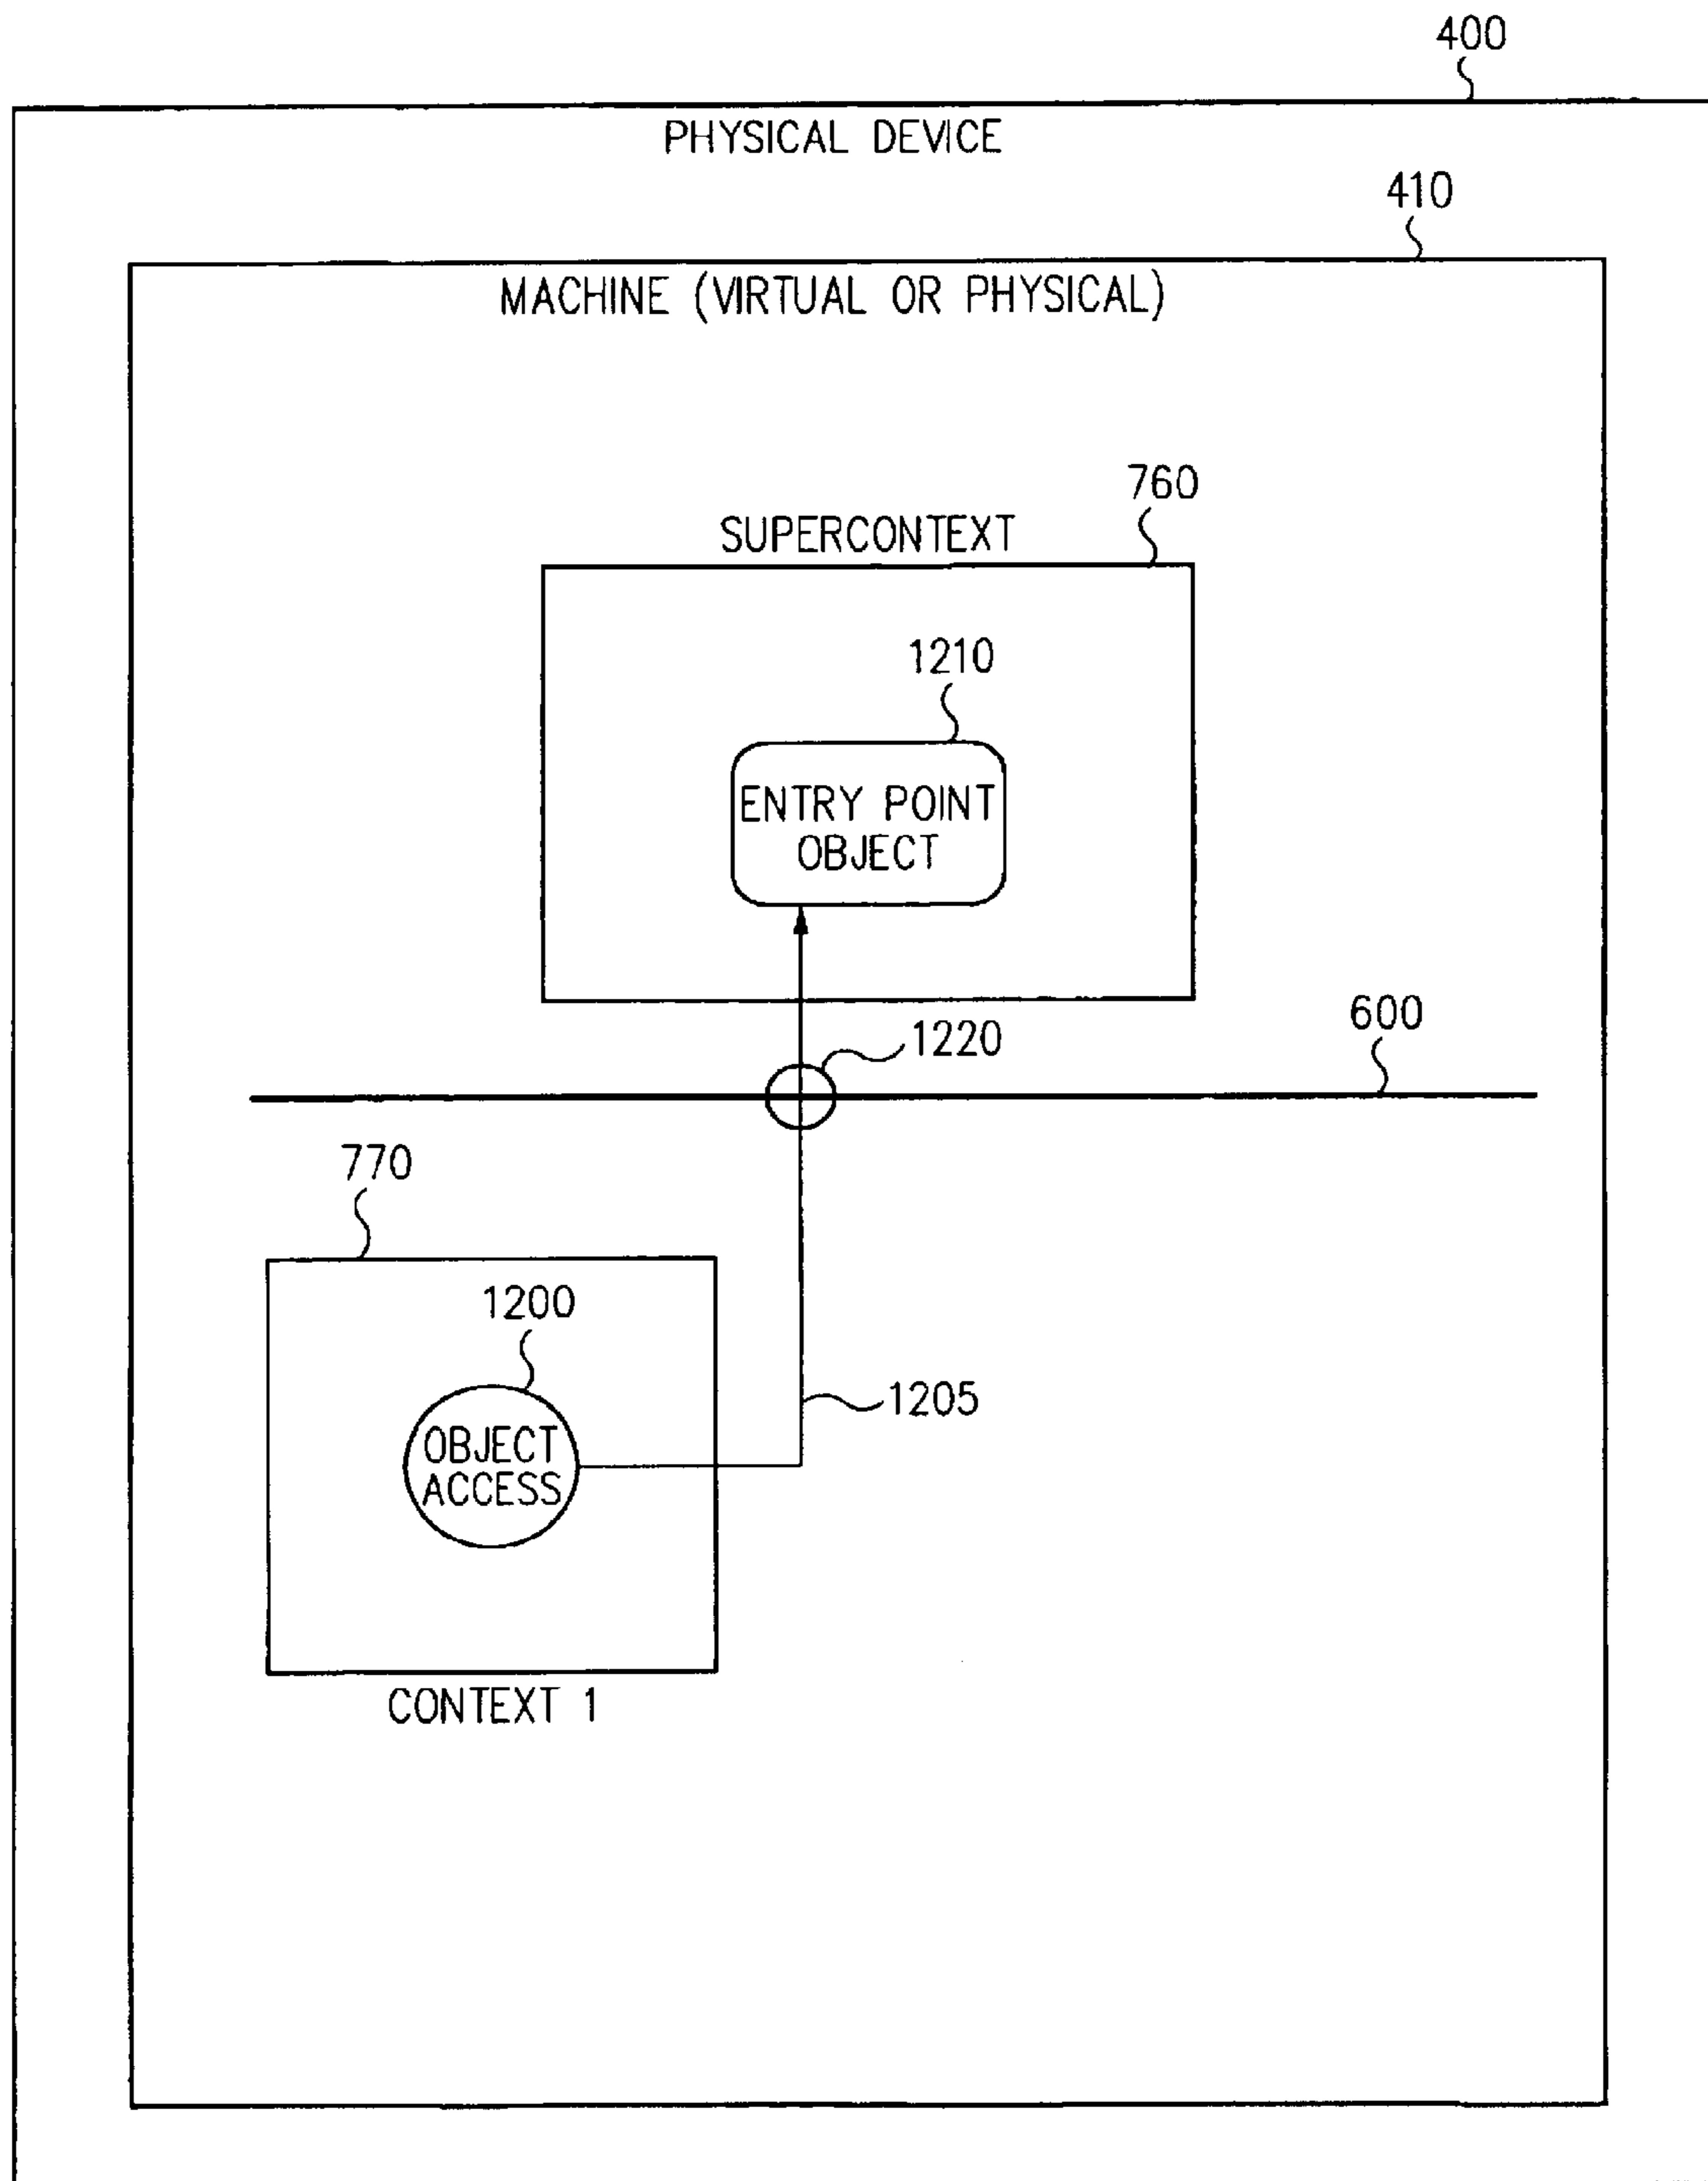 400
PHYSICAL DEVICE
410
MACHINE (VIRTUAL OR PHYSICAL)
760
SUPERCONTEXT
1210
ENTRY POINT
OBJECT
600
1220
770
1200
1205
OBJECT
ACCESS
CONTEXT 1